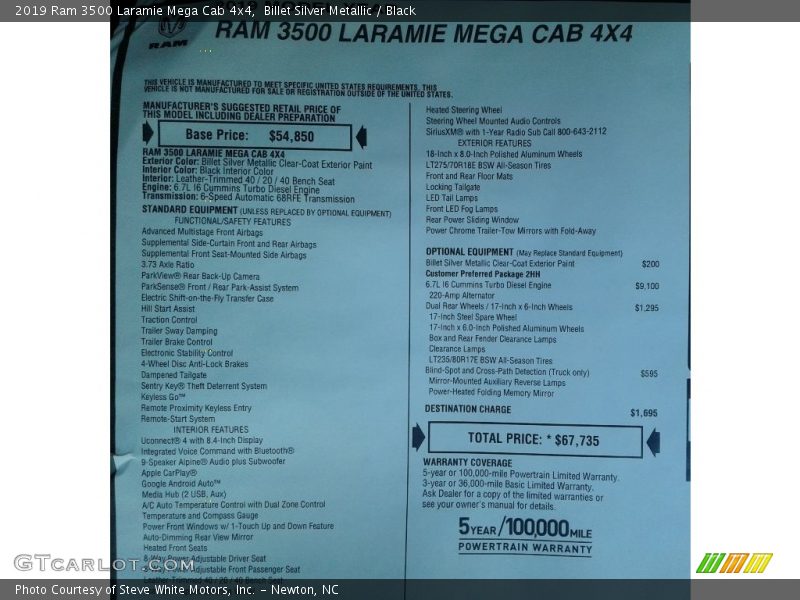 2019 Ram 3500 Laramie Mega Cab 4x4, Billet Silver Metallic / Black
RAM
RAM 3500 LARAMIE MEGA CAB 4X4
THIS VEHICLE IS MANUFACTURED TO MEET SPECIFIC UNITED STATES REQUIREMENTS. THIS
VEHICLE IS NOT MANUFACTURED FOR SALE OR REGISTRATION OUTSIDE OF THE UNITED STATES.
MANUFACTURER'S SUGGESTED RETAIL PRICE OF
THIS MODEL INCLUDING DEALER PREPARATION
Base Price: $54,850
RAM 3500 LARAMIE MEGA CAB 4X4
Exterior Color: Billet Silver Metallic Clear-Coat Exterior Paint
Interior Color: Black Interior Color
Interior: Leather-Trimmed 40 / 20 / 40 Bench Seat
Engine: 6.7L I6 Cummins Turbo Diesel Engine
Transmission: 6-Speed Automatic 68RFE Transmission
STANDARD EQUIPMENT (UNLESS REPLACED BY OPTIONAL EQUIPMENT)
FUNCTIONAL/SAFETY FEATURES
Advanced Multistage Front Airbags
Supplemental Side-Curtain Front and Rear Airbags
Supplemental Front Seat-Mounted Side Airbags
3.73 Axle Ratio
ParkView® Rear Back-Up Camera
ParkSense® Front / Rear Park-Assist System
Electric Shift-on-the-Fly Transfer Case
Hill Start Assist
Traction Control
Trailer Sway Damping
Trailer Brake Control
Electronic Stability Control
4-Wheel Disc Anti-Lock Brakes
Dampened Tailgate
Sentry Key® Theft Deterrent System
Keyless Go™
Remote Proximity Keyless Entry
Remote-Start System
INTERIOR FEATURES
Uconnect® 4 with 8.4-Inch Display
Integrated Voice Command with Bluetooth®
9-Speaker Alpine® Audio plus Subwoofer
Apple CarPlay®
Google Android Auto™
Media Hub (2 USB, Aux)
A/C Auto Temperature Control with Dual Zone Control
Temperature and Compass Gauge
Power Front Windows w/ 1-Touch Up and Down Feature
Auto-Dimming Rear View Mirror
Heated Front Seats
8-Way Power Adjustable Driver Seat
Adjustable Front Passenger Seat
Leather Trimmed 40 / 20 / 40 Bench Seat
Heated Steering Wheel
Steering Wheel Mounted Audio Controls
SiriusXM® with 1-Year Radio Sub Call 800-643-2112
EXTERIOR FEATURES
18-Inch x 8.0-Inch Polished Aluminum Wheels
LT275/70R18E BSW All-Season Tires
Front and Rear Floor Mats
Locking Tailgate
LED Tail Lamps
Front LED Fog Lamps
Rear Power Sliding Window
Power Chrome Trailer-Tow Mirrors with Fold-Away
OPTIONAL EQUIPMENT (May Replace Standard Equipment)
Billet Silver Metallic Clear-Coat Exterior Paint $200
Customer Preferred Package 2HH
6.7L I6 Cummins Turbo Diesel Engine $9,100
220-Amp Alternator
Dual Rear Wheels / 17-Inch x 6-Inch Wheels $1,295
17-Inch Steel Spare Wheel
17-Inch x 6.0-Inch Polished Aluminum Wheels
Box and Rear Fender Clearance Lamps
Clearance Lamps
LT235/80R17E BSW All-Season Tires
Blind-Spot and Cross-Path Detection (Truck only) $595
Mirror-Mounted Auxiliary Reverse Lamps
Power-Heated Folding Memory Mirror
DESTINATION CHARGE $1,695
TOTAL PRICE: * $67,735
WARRANTY COVERAGE
5-year or 100,000-mile Powertrain Limited Warranty.
3-year or 36,000-mile Basic Limited Warranty.
Ask Dealer for a copy of the limited warranties or
see your owner's manual for details.
5YEAR/100,000MILE
POWERTRAIN WARRANTY
GTcarlot.com
Photo Courtesy of Steve White Motors, Inc. – Newton, NC